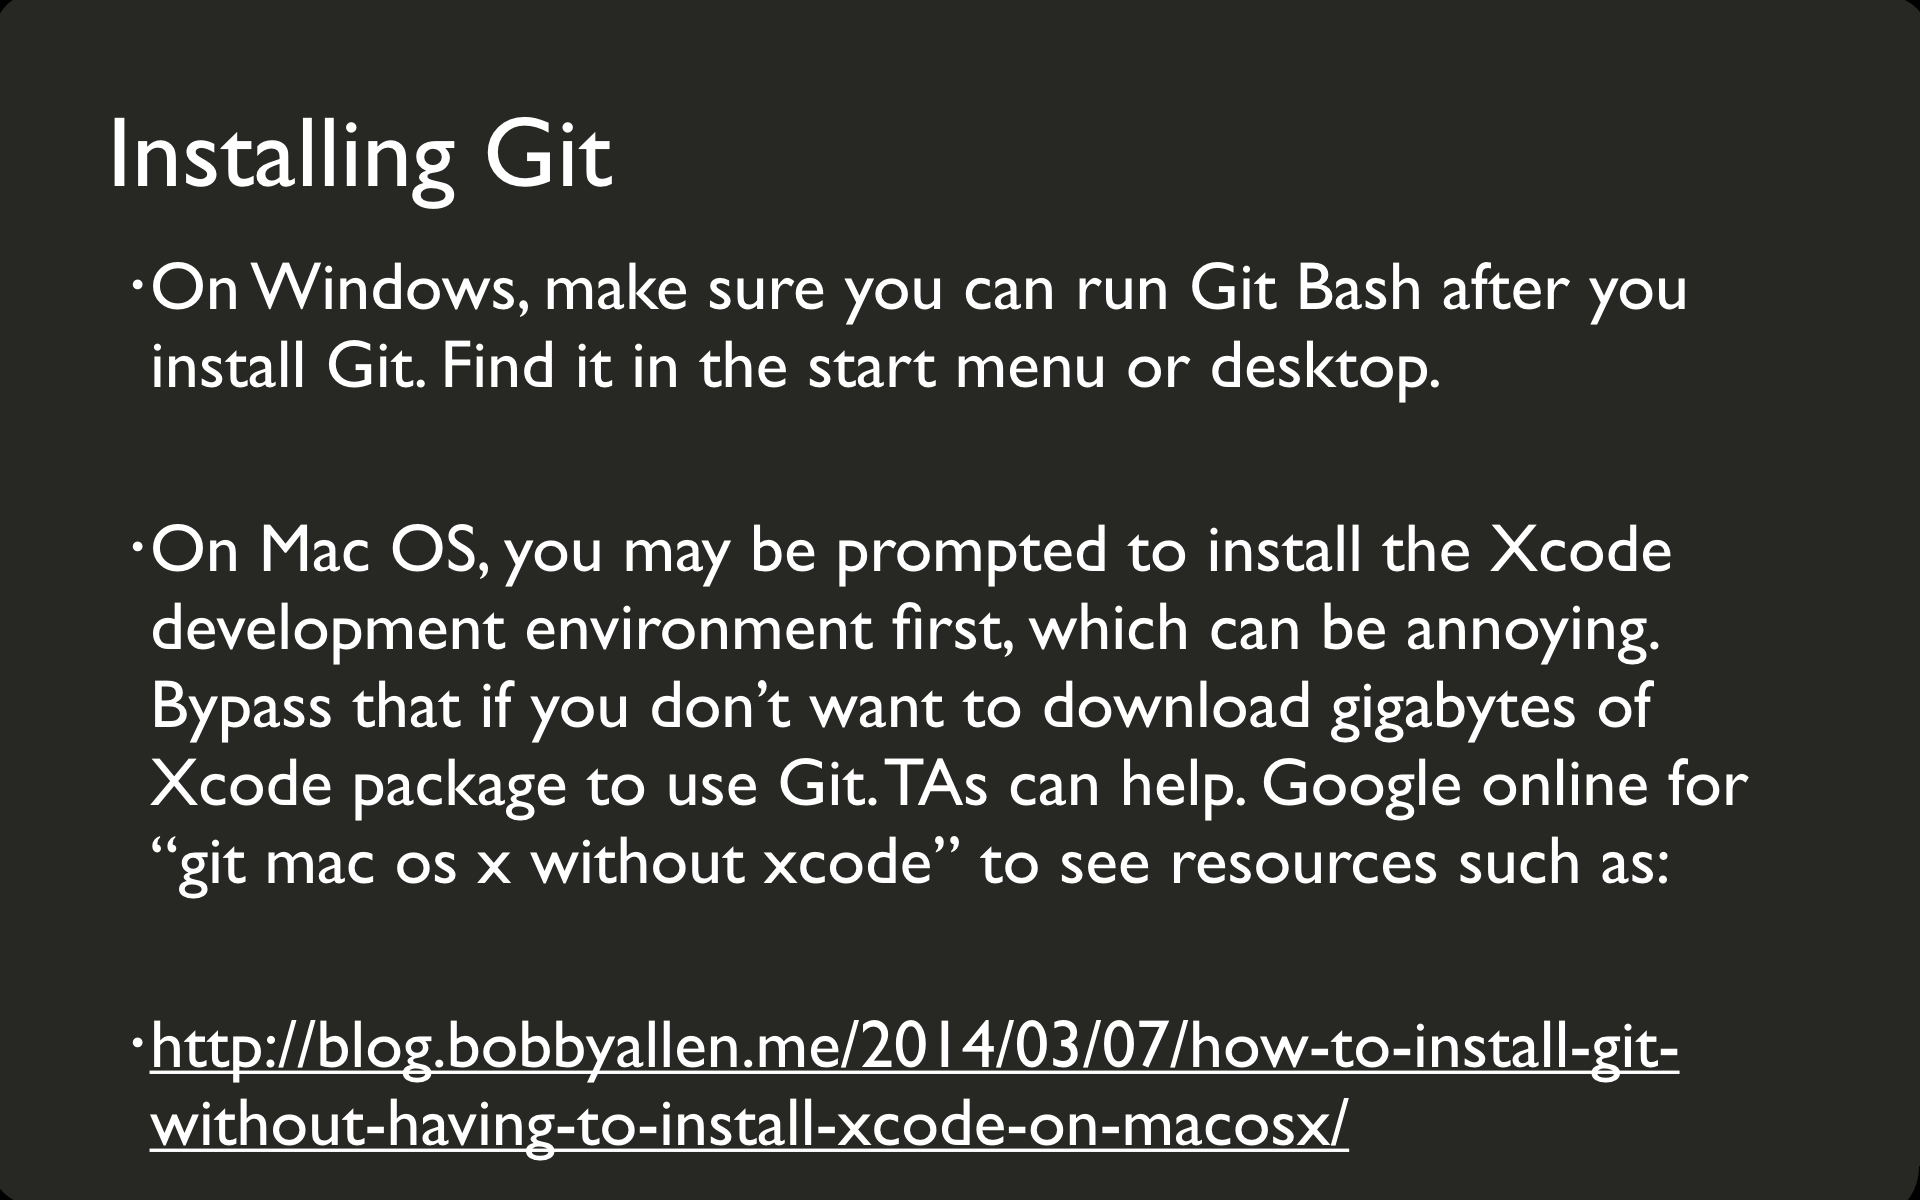 Installing Git
·On Windows, make sure you can run Git Bash after you
install Git. Find it in the start menu or desktop.
·On Mac OS, you may be prompted to install the Xcode
development environment first, which can be annoying.
Bypass that if you don’t want to download gigabytes of
Xcode package to use Git. TAs can help. Google online for
“git mac os x without xcode” to see resources such as:
·http://blog.bobbyallen.me/2014/03/07/how-to-install-git-
without-having-to-install-xcode-on-macosx/